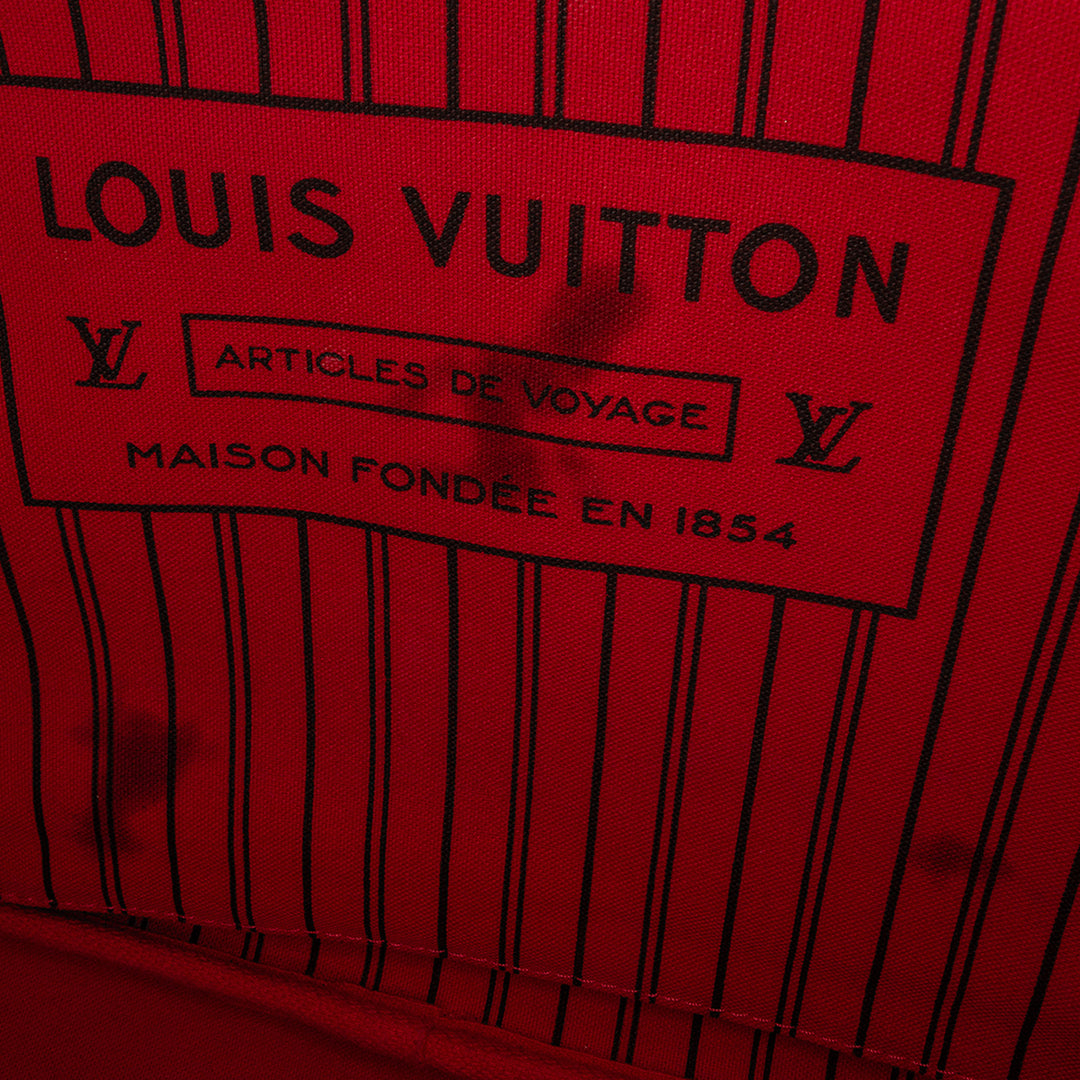 LOUIS VUITTON
LV ARTICLES DE VOYAGE LV
MAISON FONDÉE EN 1854